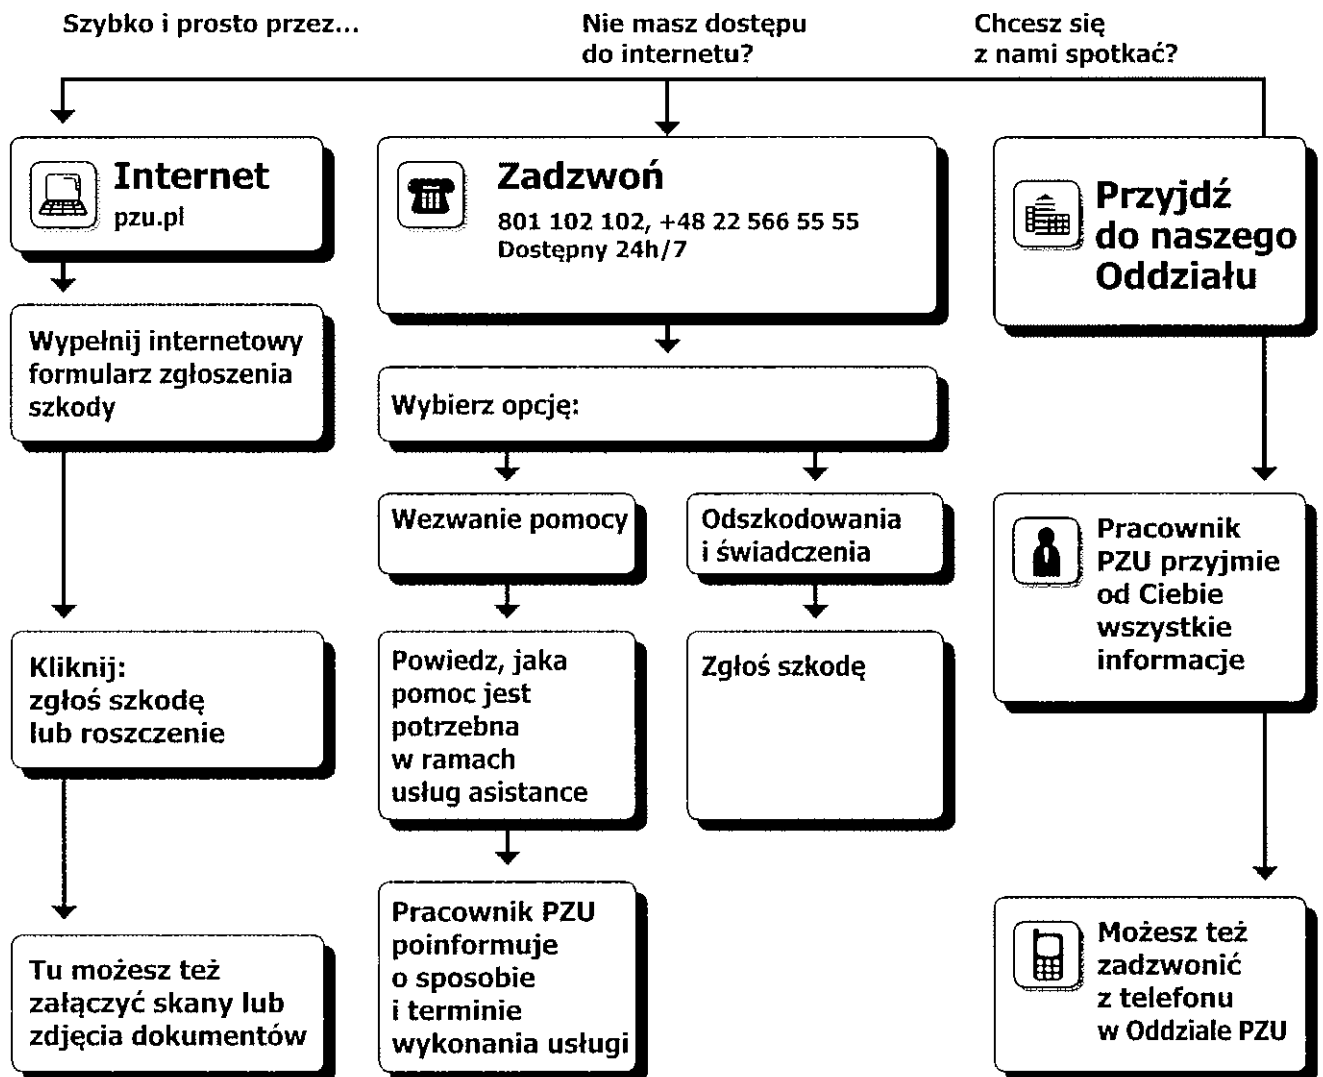 Szybko i prosto przez...
Nie masz dostępu
do internetu?
Chcesz się
z nami spotkać?
Internet
pzu.pl
Wypełnij internetowy
formularz zgłoszenia
szkody
Kliknij:
zgłoś szkodę
lub roszczenie
Tu możesz też
załączyć skany lub
zdjęcia dokumentów
Zadzwoń
801 102 102, +48 22 566 55 55
Dostępny 24h/7
Wybierz opcję:
Wezwanie pomocy
Powiedz, jaka
pomoc jest
potrzebna
w ramach
usług asistance
Pracownik PZU
poinformuje
o sposobie
i terminie
wykonania usługi
Odszkodowania
i świadczenia
Zgłoś szkodę
Przyjdź
do naszego
Oddziału
Pracownik
PZU przyjmie
od Ciebie
wszystkie
informacje
Możesz też
zadzwonić
z telefonu
w Oddziale PZU